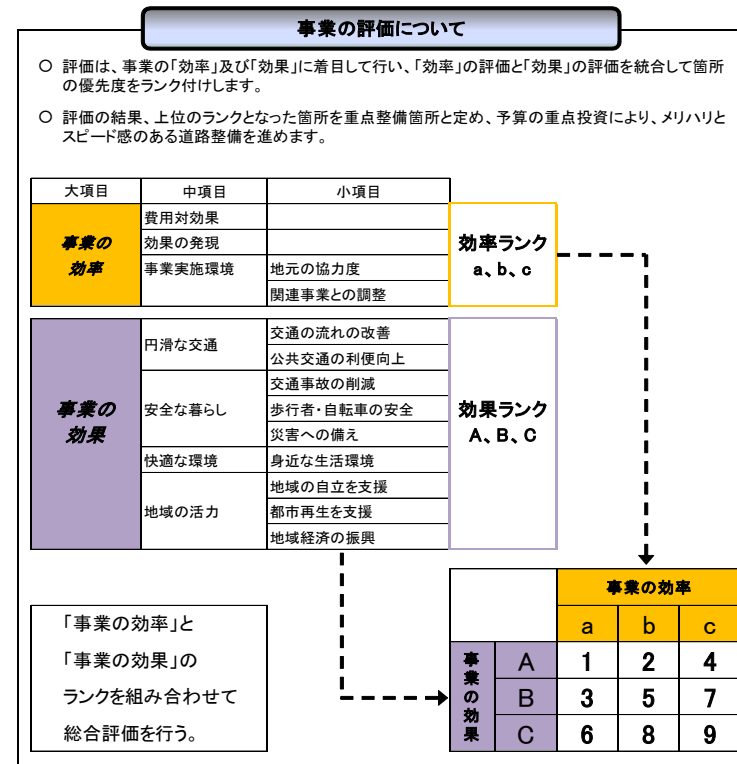 事業の評価について
○ 評価は、事業の「効率」及び「効果」に着目して行い、「効率」の評価と「効果」の評価を統合して箇所
の優先度をランク付けします。
○ 評価の結果、上位のランクとなった箇所を重点整備箇所と定め、予算の重点投資により、メリハリと
スピード感のある道路整備を進めます。
大項目 中項目 小項目
事業の
効率
費用対効果
効果の発現
事業実施環境 地元の協力度
関連事業との調整
効率ランク
a、b、c
事業の
効果
円滑な交通
交通の流れの改善
公共交通の利便向上
安全な暮らし
交通事故の削減
歩行者・自転車の安全
災害への備え
快適な環境 身近な生活環境
地域の活力
地域の自立を支援
都市再生を支援
地域経済の振興
効果ランク
A、B、C
「事業の効率」と
「事業の効果」の
ランクを組み合わせて
総合評価を行う。
事業の効率
a b c
事業の効果
A 1 2 4
B 3 5 7
C 6 8 9